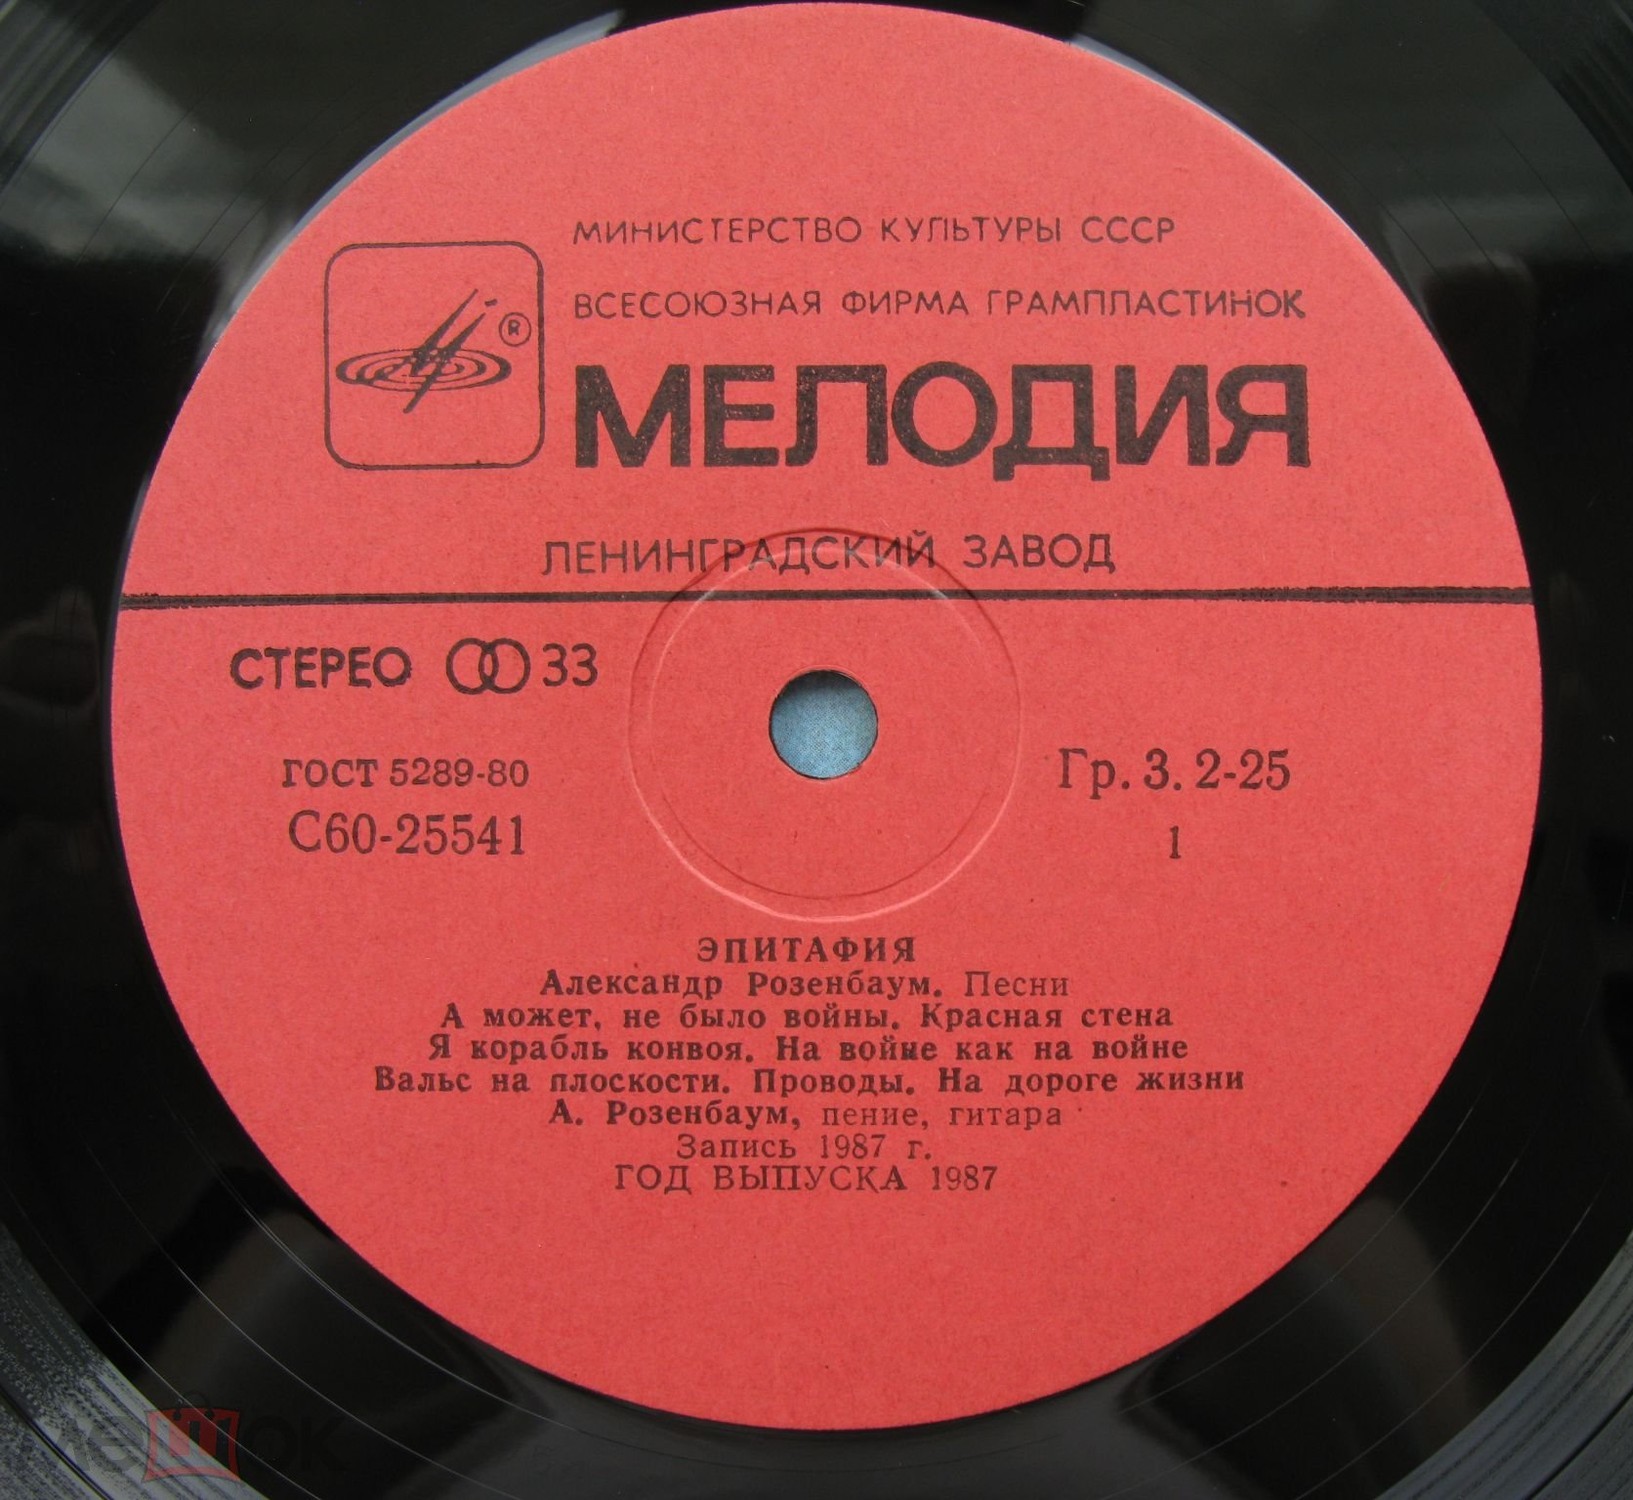 МИНИСТЕРСТВО КУЛЬТУРЫ СССР
ВСЕСОЮЗНАЯ ФИРМА ГРАМПЛАСТИНОК
®
МЕЛОДИЯ
ЛЕНИНГРАДСКИЙ ЗАВОД
СТЕРЕО 33
ГОСТ 5289-80
С60-25541
Гр. 3. 2-25
1
ЭПИТАФИЯ
Александр Розенбаум. Песни
А может, не было войны. Красная стена
Я корабль конвоя. На войне как на войне
Вальс на плоскости. Проводы. На дороге жизни
А. Розенбаум, пение, гитара
Запись 1987 г.
ГОД ВЫПУСКА 1987
мешок